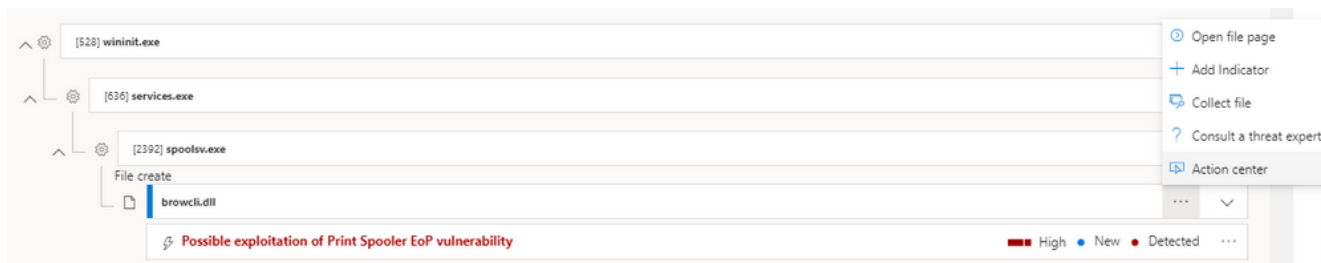 [528] wininit.exe
[636] services.exe
[2392] spoolsv.exe
File create
browcli.dll
Possible exploitation of Print Spooler EoP vulnerability
High New Detected ...
...
Open file page
Add Indicator
Collect file
? Consult a threat expert
Action center